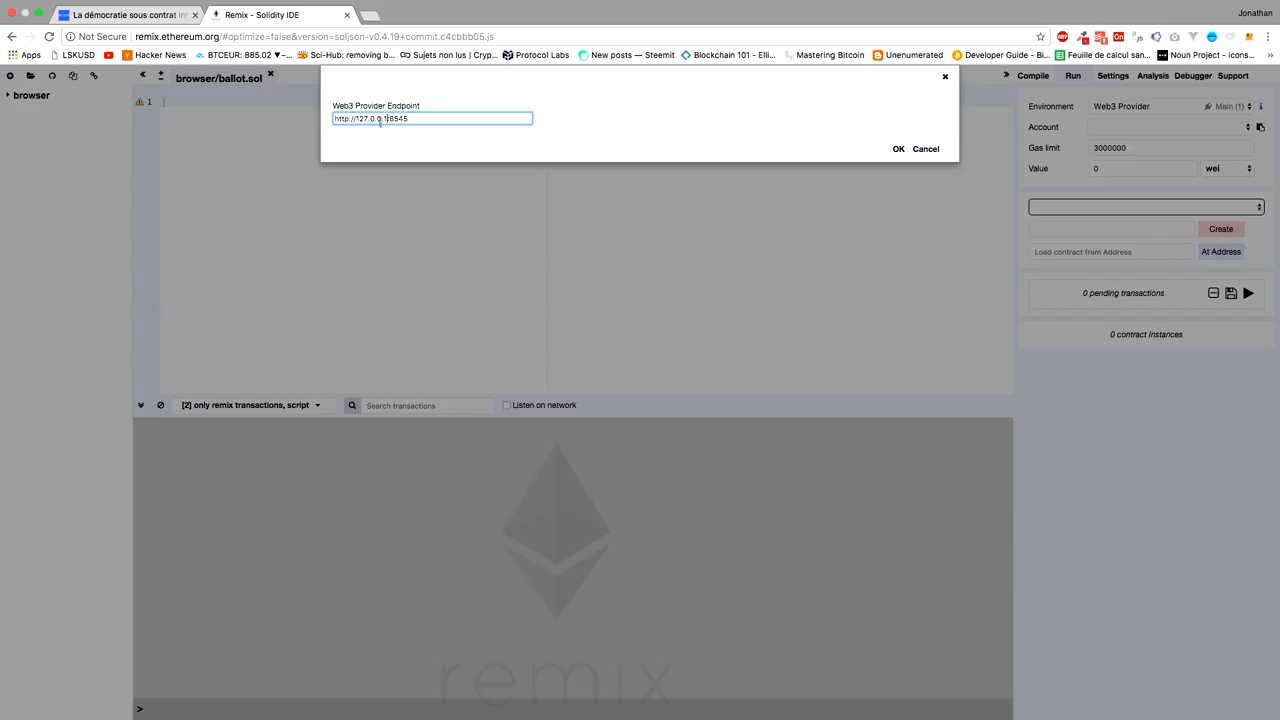 La démocratie sous contrat int
Remix - Solidity IDE
Jonathan
Not Secure
remix.ethereum.org/#optimize=false&version=soljson-v0.4.19+commit.c4cbbb05.js
Apps
LSKUSD
Hacker News
BTCEUR: 885.02 ▼-...
Sci-Hub: removing b...
Sujets non lus | Cryp...
Protocol Labs
New posts — Steemit
Blockchain 101 - Elli...
Mastering Bitcoin
Unenumerated
Developer Guide - Bi...
Feuille de calcul san...
Noun Project - Icons...
browser
browser/ballot.sol
1
Web3 Provider Endpoint
http://127.0.0.1:8545
OK
Cancel
Compile
Run
Settings
Analysis
Debugger
Support
Environment
Web3 Provider
Main (1)
Account
Gas limit
3000000
Value
0
wei
Create
Load contract from Address
At Address
0 pending transactions
0 contract Instances
[2] only remix transactions, script
Search transactions
Listen on network
remix
>